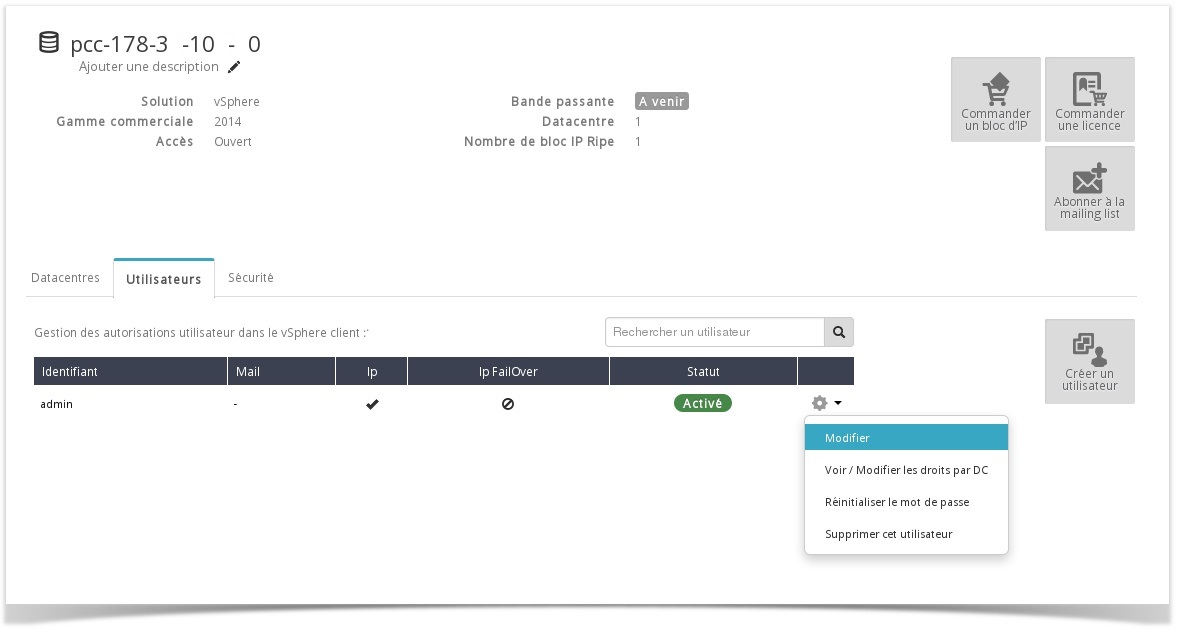 pcc-178-3 -10 - 0
Ajouter une description
Solution vSphere
Gamme commerciale 2014
Accès Ouvert
Bande passante A venir
Datacentre 1
Nombre de bloc IP Ripe 1
Commander
un bloc d'IP
Commander
une licence
Abonner à la
mailing list
Datacentres Utilisateurs Sécurité
Gestion des autorisations utilisateur dans le vSphere client :
Rechercher un utilisateur
Créer un
utilisateur
Identifiant Mail Ip Ip FailOver Statut
admin - Activé
Modifier
Voir / Modifier les droits par DC
Réinitialiser le mot de passe
Supprimer cet utilisateur